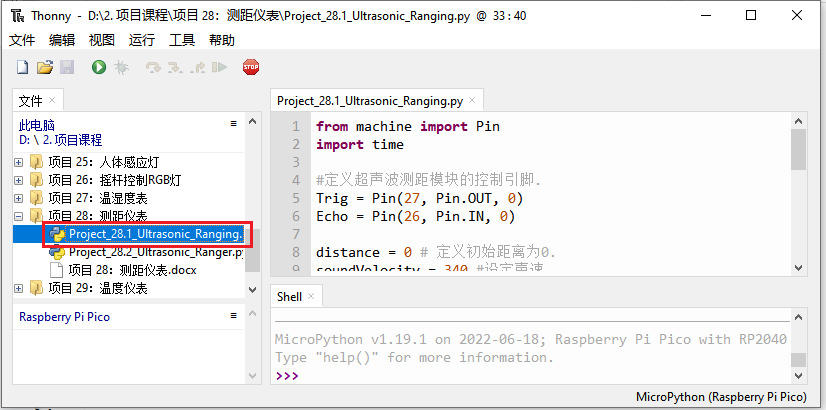 Thonny - D:\2. 项目课程\项目 28：测距仪表\Project_28.1_Ultrasonic_Ranging.py @ 33 : 40
文件 编辑 视图 运行 工具 帮助
STOP
文件
此电脑
D: \ 2. 项目课程
项目 25：人体感应灯
项目 26：摇杆控制RGB灯
项目 27：温湿度表
项目 28：测距仪表
Project_28.1_Ultrasonic_Ranging.
Project_28.2_Ultrasonic_Ranger.py
项目 28：测距仪表.docx
项目 29：温度仪表
Raspberry Pi Pico
Project_28.1_Ultrasonic_Ranging.py
1 from machine import Pin
2 import time
3
4 #定义超声波测距模块的控制引脚.
5 Trig = Pin(27, Pin.OUT, 0)
6 Echo = Pin(26, Pin.IN, 0)
7
8 distance = 0 # 定义初始距离为0.
9 soundVelocity = 340 #设定声速
Shell
MicroPython v1.19.1 on 2022-06-18; Raspberry Pi Pico with RP2040
Type "help()" for more information.
>>>
MicroPython (Raspberry Pi Pico)